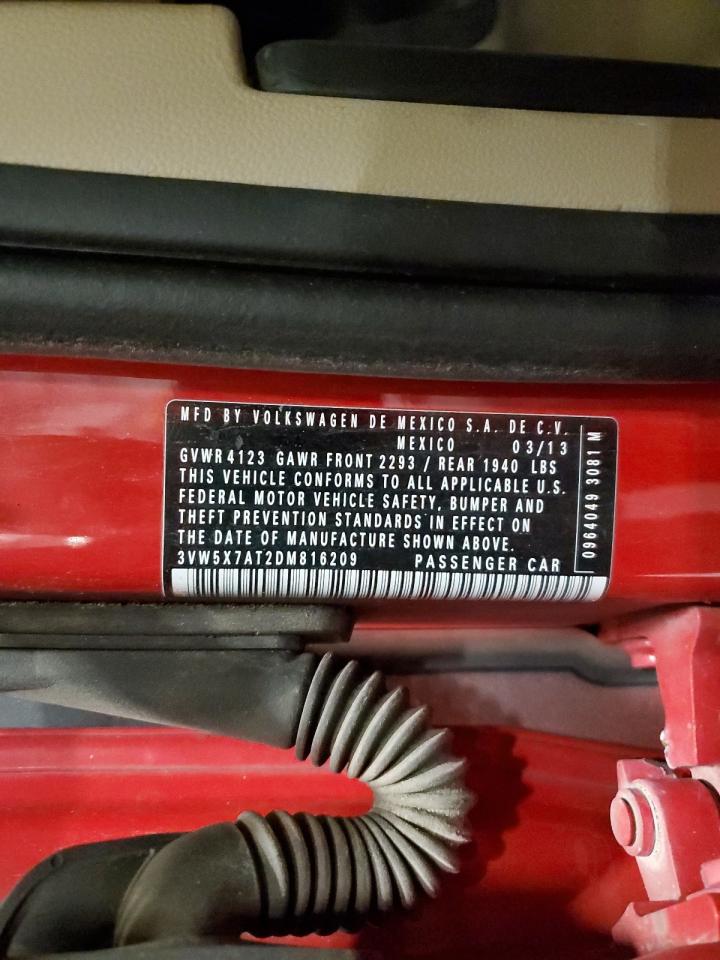 MFD BY VOLKSWAGEN DE MEXICO S.A. DE C.V.
MEXICO 03/13
GVWR 4123 GAWR FRONT 2293 / REAR 1940 LBS
THIS VEHICLE CONFORMS TO ALL APPLICABLE U.S.
FEDERAL MOTOR VEHICLE SAFETY, BUMPER AND
THEFT PREVENTION STANDARDS IN EFFECT ON
THE DATE OF MANUFACTURE SHOWN ABOVE.
3VW5X7AT2DM816209 PASSENGER CAR
0964049 3081 M